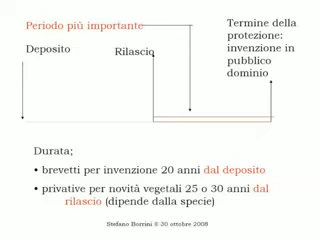 Periodo più importante
Deposito
Rilascio
Termine della
protezione:
invenzione in
pubblico
dominio
Durata;
• brevetti per invenzione 20 anni dal deposito
• privative per novità vegetali 25 o 30 anni dal
rilascio (dipende dalla specie)
Stefano Borrini ® 30 ottobre 2008